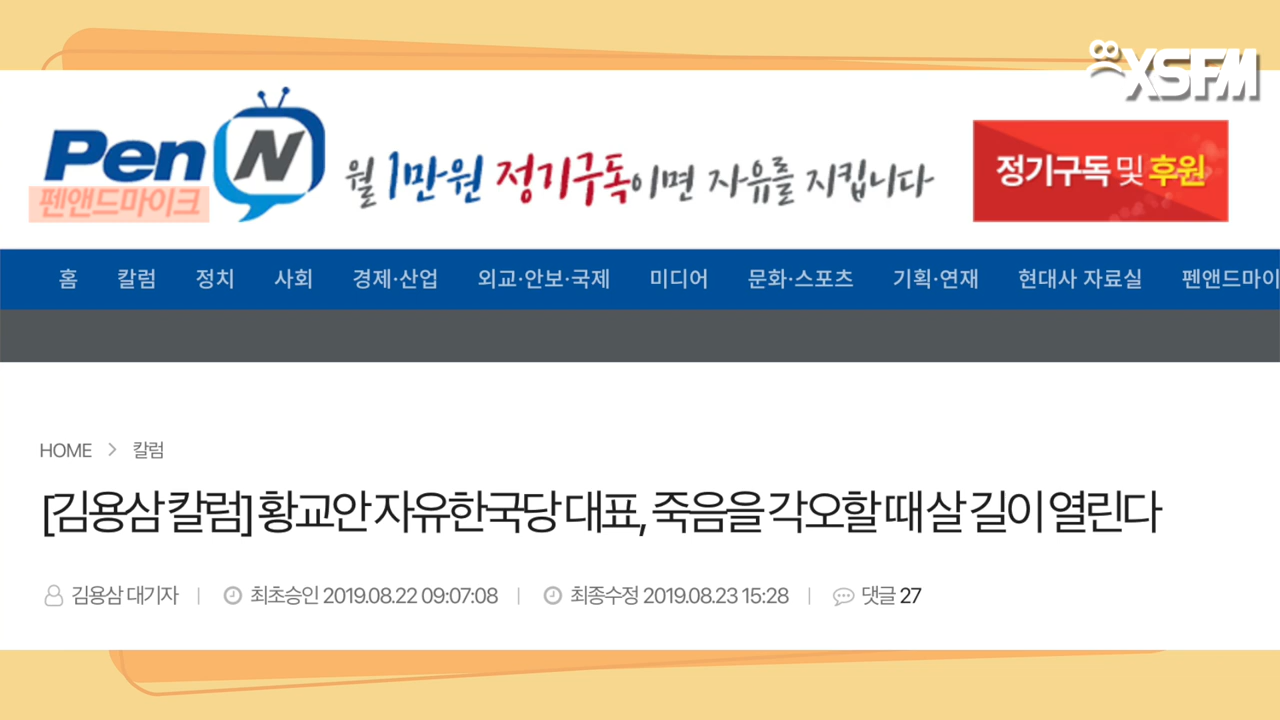 XSFM
Pen N
펜앤드마이크
월 1만원 정기구독이면 자유를 지킵니다
정기구독 및 후원
홈 칼럼 정치 사회 경제·산업 외교·안보·국제 미디어 문화·스포츠 기획·연재 현대사 자료실 펜앤드마이
HOME > 칼럼
[김용삼 칼럼] 황교안 자유한국당 대표, 죽음을 각오할 때 살 길이 열린다
김용삼 대기자 | 최초승인 2019.08.22 09:07:08 | 최종수정 2019.08.23 15:28 | 댓글 27